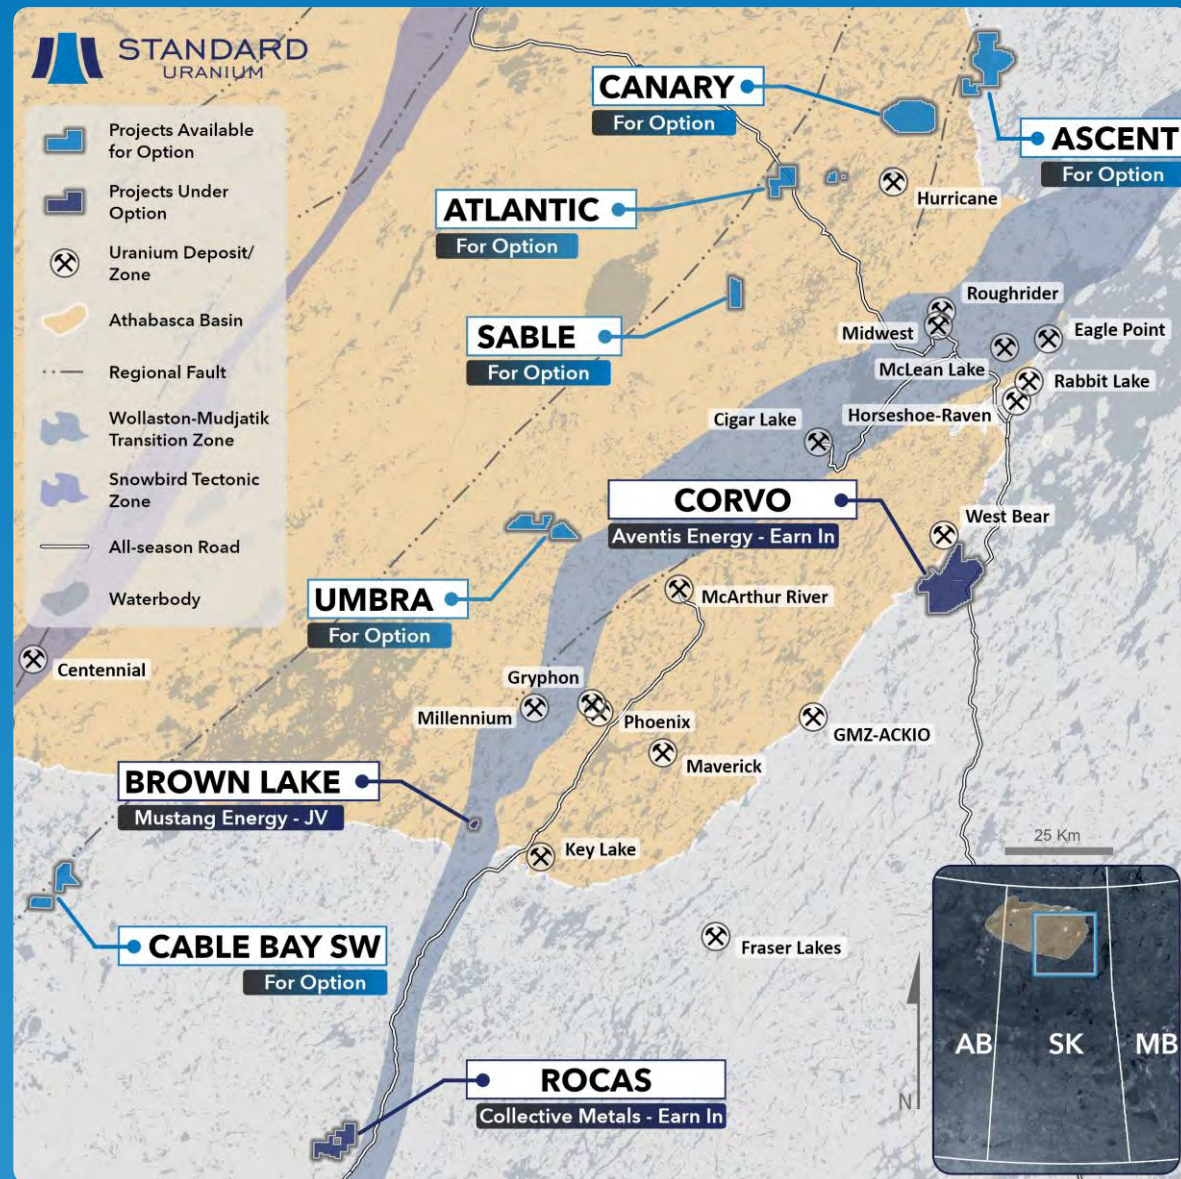 STANDARD
URANIUM
Projects Available
for Option
Projects Under
Option
Uranium Deposit/
Zone
Athabasca Basin
Regional Fault
Wollaston-Mudjatik
Transition Zone
Snowbird Tectonic
Zone
All-season Road
Waterbody
CANARY
For Option
ASCENT
For Option
Hurricane
ATLANTIC
For Option
Roughrider
Midwest
Eagle Point
SABLE
For Option
McLean Lake
Rabbit Lake
Horseshoe-Raven
Cigar Lake
CORVO
Aventis Energy - Earn In
West Bear
UMBRA
For Option
McArthur River
Centennial
Gryphon
Millennium
Phoenix
GMZ-ACKIO
Maverick
BROWN LAKE
Mustang Energy - JV
Key Lake
25 Km
CABLE BAY SW
For Option
Fraser Lakes
N
AB
SK
MB
ROCAS
Collective Metals - Earn In